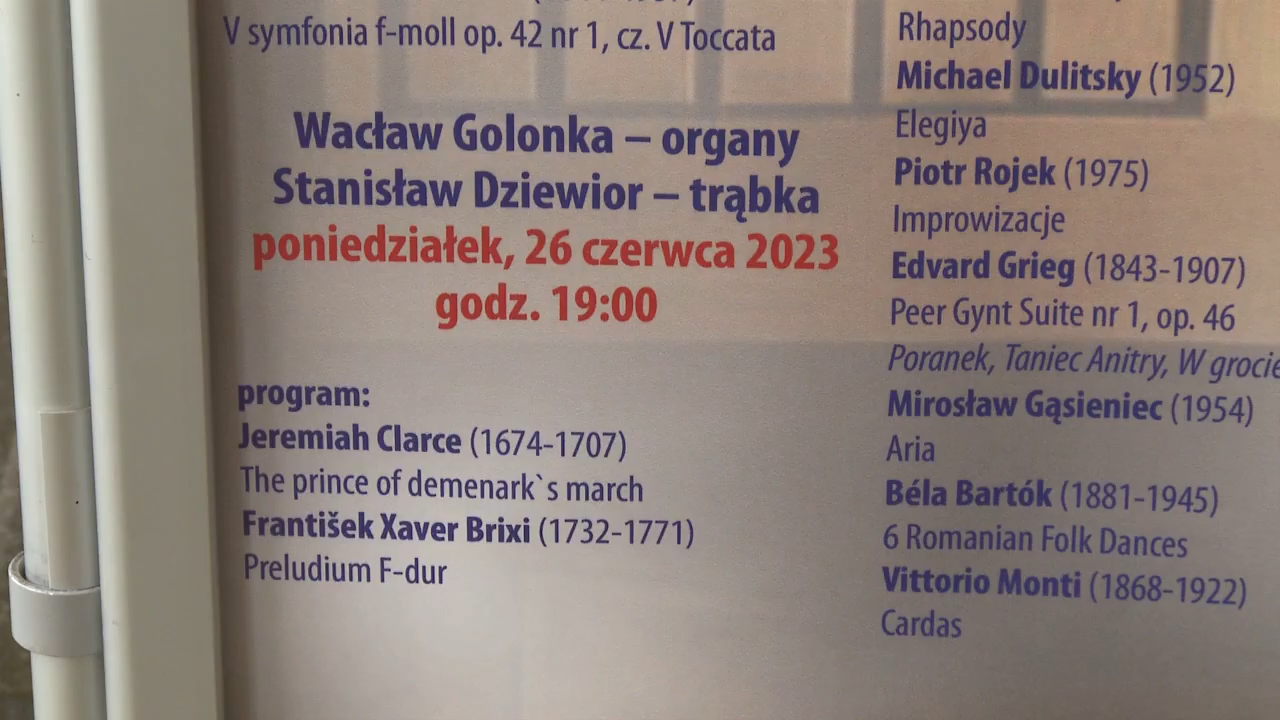 V symfonia f-moll op. 42 nr 1, cz. V Toccata
Wacław Golonka – organy
Stanisław Dziewior – trąbka
poniedziałek, 26 czerwca 2023
godz. 19:00
program:
Jeremiah Clarce (1674-1707)
The prince of demenark`s march
František Xaver Brixi (1732-1771)
Preludium F-dur
Rhapsody
Michael Dulitsky (1952)
Elegiya
Piotr Rojek (1975)
Improwizacje
Edvard Grieg (1843-1907)
Peer Gynt Suite nr 1, op. 46
Poranek, Taniec Anitry, W grocie
Mirosław Gąsieniec (1954)
Aria
Béla Bartók (1881-1945)
6 Romanian Folk Dances
Vittorio Monti (1868-1922)
Cardas